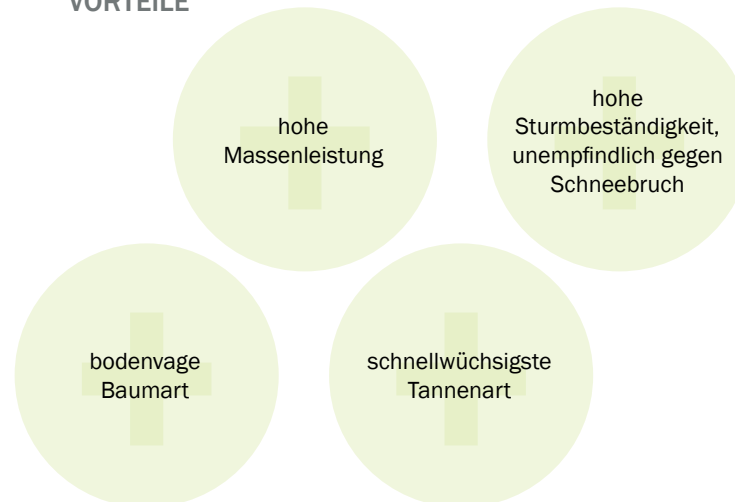 VORTEILE
hohe
Massenleistung
hohe
Sturmbeständigkeit,
unempfindlich gegen
Schneebruch
bodenvage
Baumart
schnellwüchsigste
Tannenart